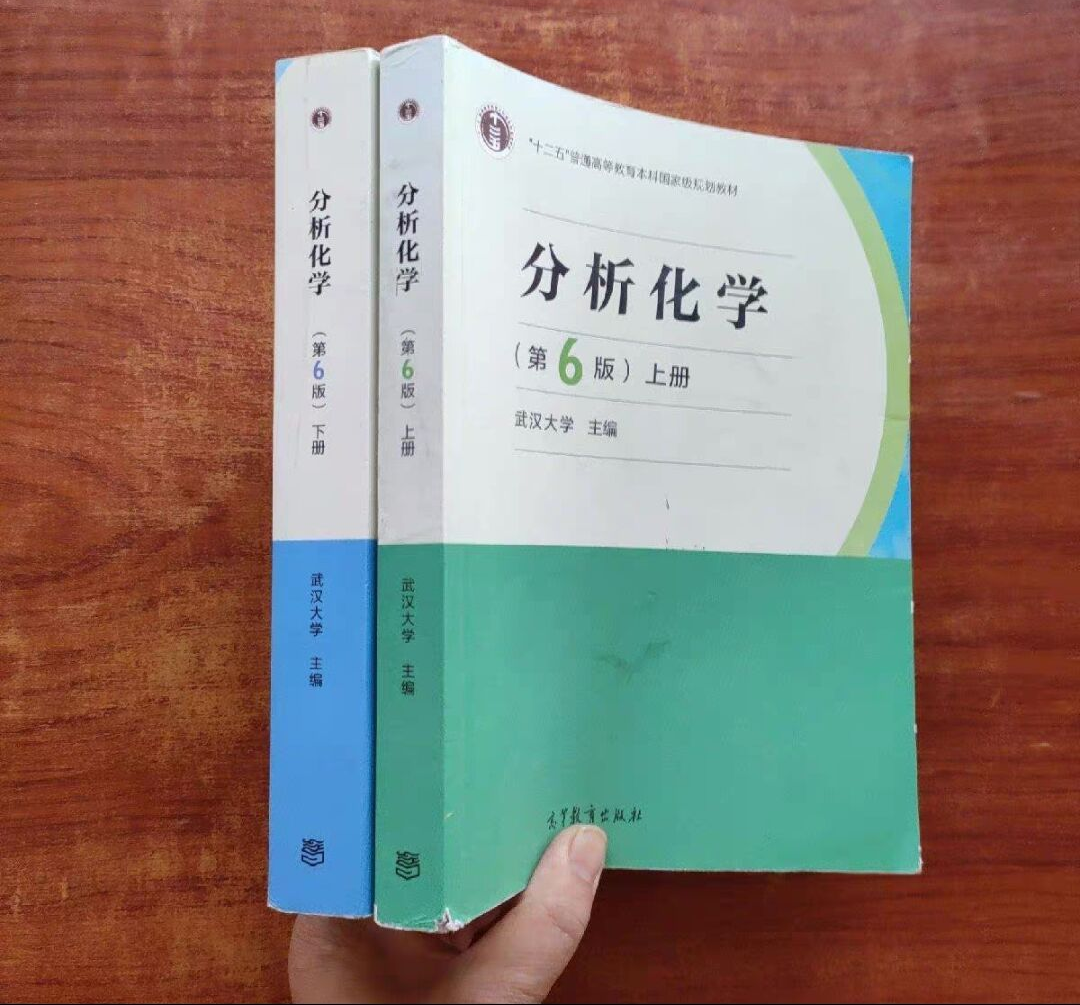 分析化学
（第6版）
下册
武汉大学 主编
分析化学
（第6版）
上册
武汉大学 主编
十二五
"十二五"普通高等教育本科国家级规划教材
分析化学
（第6版）上册
武汉大学 主编
高等教育出版社